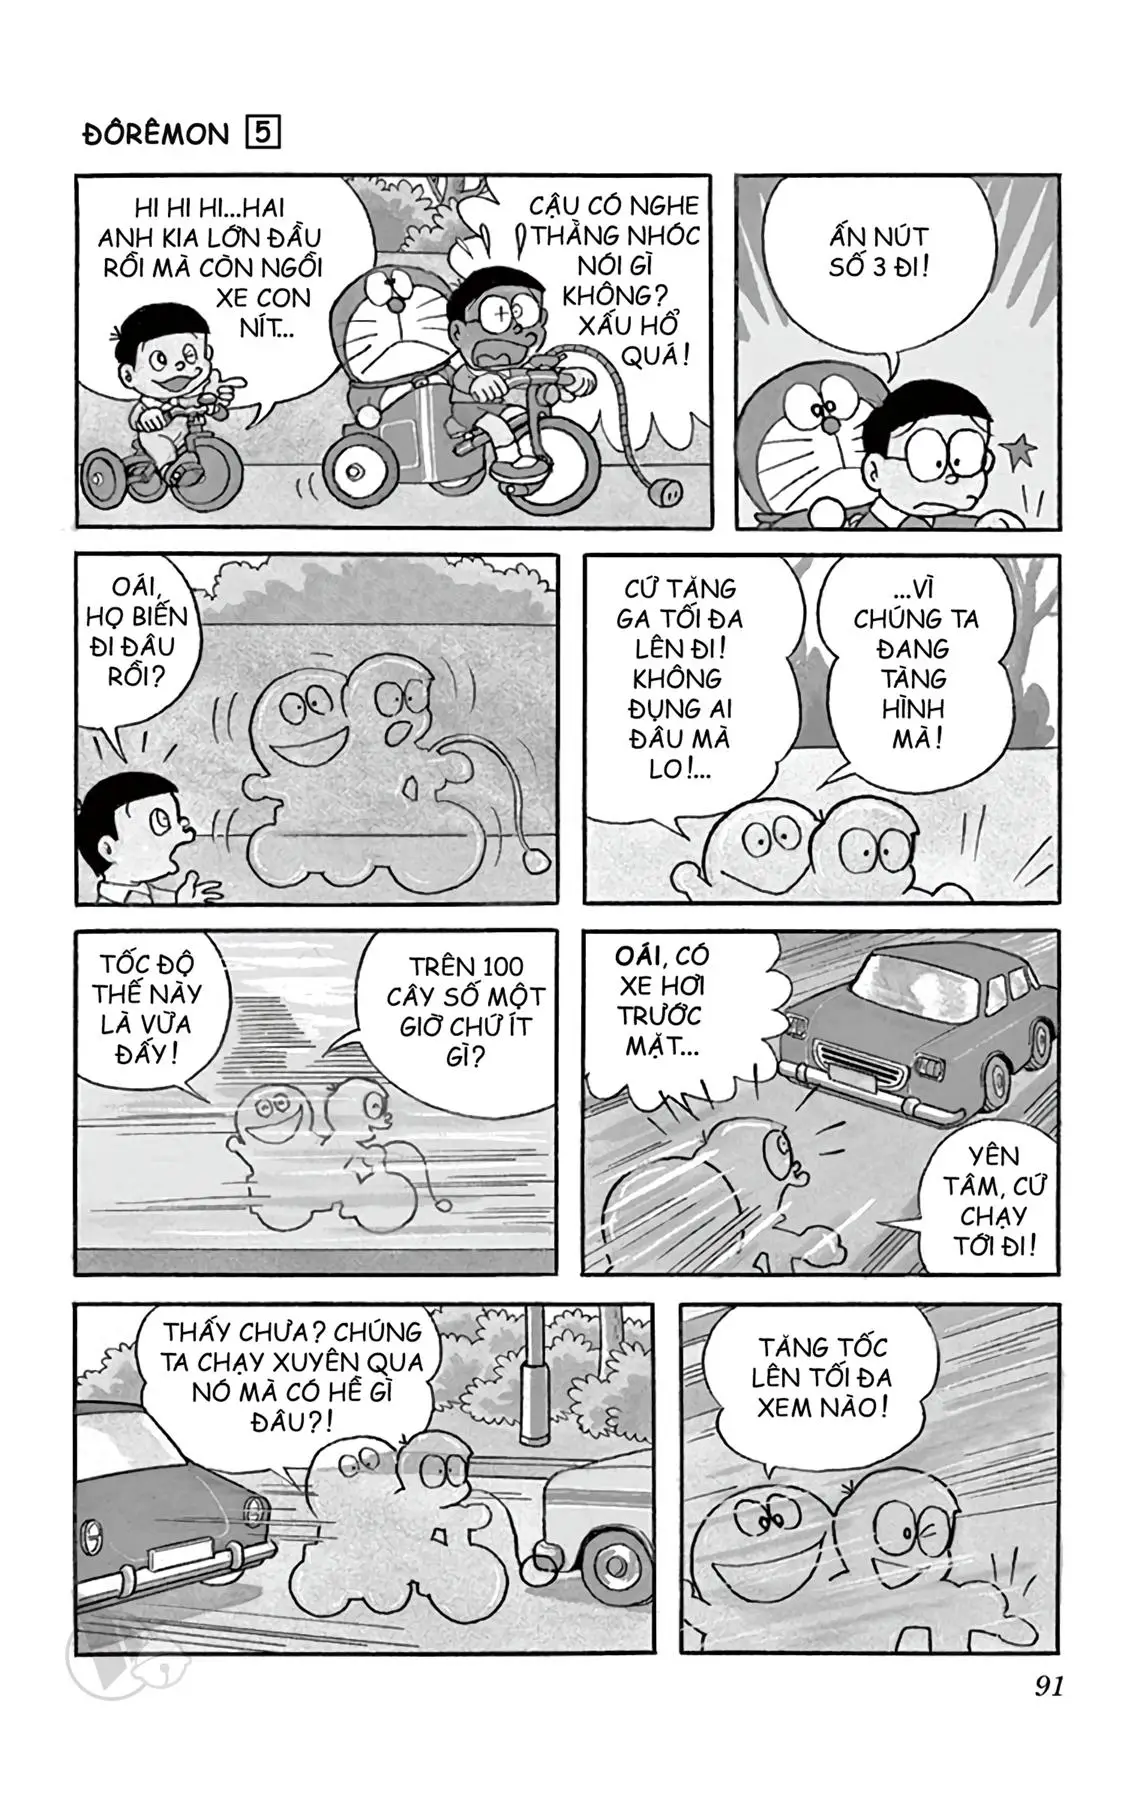 ĐÔRÊMON 5
HI HI HI...HAI
ANH KIA LỚN ĐẦU
RỒI MÀ CÒN NGỒI
XE CON
NÍT...
CẬU CÓ NGHE
THẰNG NHÓC
NÓI GÌ
KHÔNG?
XẤU HỔ
QUÁ!
ẤN NÚT
SỐ 3 ĐI!
OÁI,
HỌ BIẾN
ĐI ĐÂU
RỒI?
CỨ TĂNG
GA TỐI ĐA
LÊN ĐI!
KHÔNG
ĐỤNG AI
ĐÂU MÀ
LO!...
...VÌ
CHÚNG TA
ĐANG
TÀNG
HÌNH
MÀ!
TỐC ĐỘ
THẾ NÀY
LÀ VỪA
ĐẤY!
TRÊN 100
CÂY SỐ MỘT
GIỜ CHỨ ÍT
GÌ?
OÁI, CÓ
XE HƠI
TRƯỚC
MẶT...
YÊN
TÂM, CỨ
CHẠY
TỚI ĐI!
THẤY CHƯA? CHÚNG
TA CHẠY XUYÊN QUA
NÓ MÀ CÓ HỀ GÌ
ĐÂU?!
TĂNG TỐC
LÊN TỐI ĐA
XEM NÀO!
91